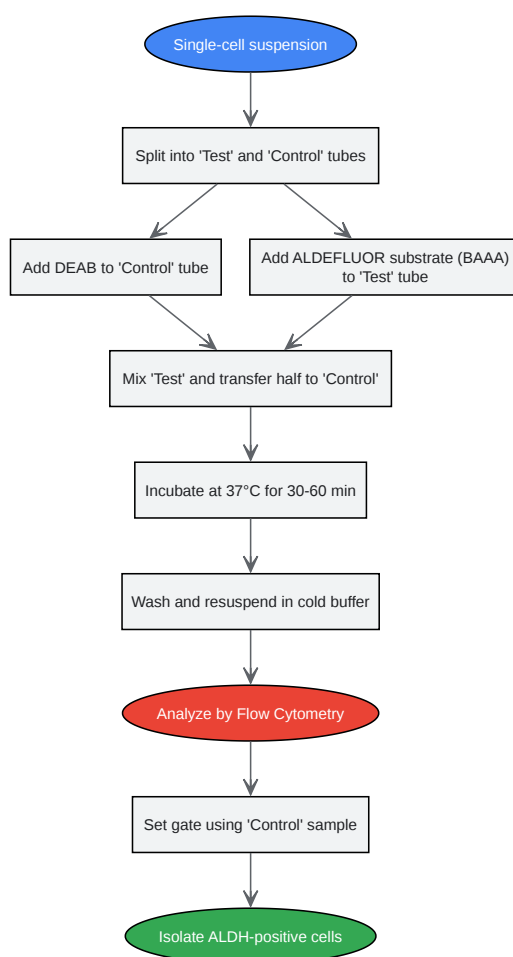 Single-cell suspension
Split into 'Test' and 'Control' tubes
Add DEAB to 'Control' tube
Add ALDEFLUOR substrate (BAAA)
to 'Test' tube
Mix 'Test' and transfer half to 'Control'
Incubate at 37°C for 30-60 min
Wash and resuspend in cold buffer
Analyze by Flow Cytometry
Set gate using 'Control' sample
Isolate ALDH-positive cells